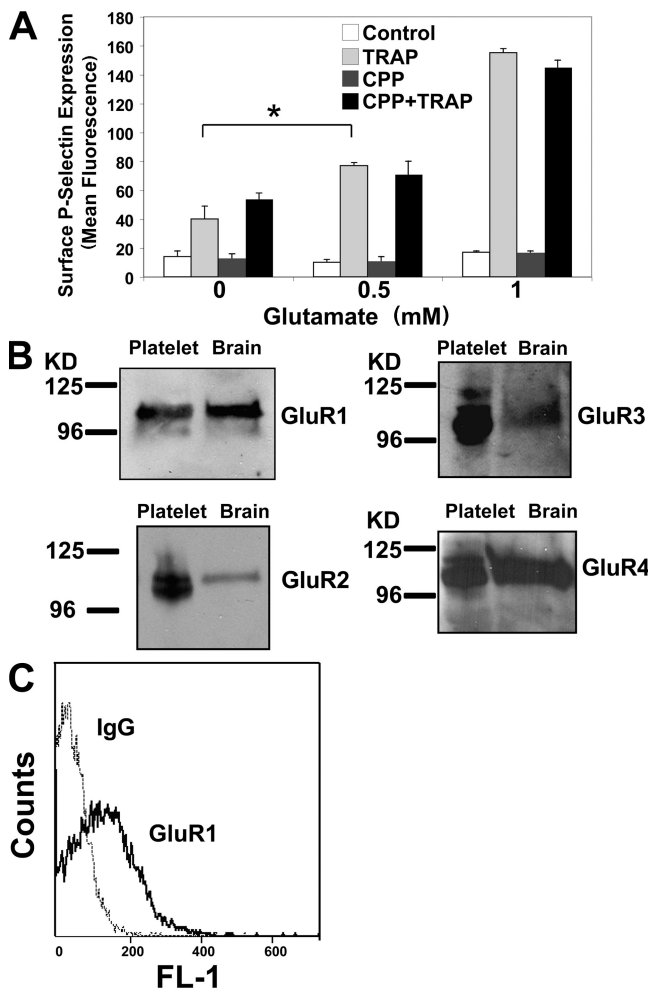 A
Surface P-Selectin Expression
(Mean Fluorescence)
180
160
140
120
100
80
60
40
20
0
Control
TRAP
CPP
CPP+TRAP
*
0 0.5 1
Glutamate (mM)
B
Platelet Brain
KD
125
96
GluR1
Platelet Brain
KD
125
96
GluR3
Platelet Brain
125
96
GluR2
Platelet Brain
KD
125
96
GluR4
C
Counts
IgG
GluR1
0 200 400 600
FL-1